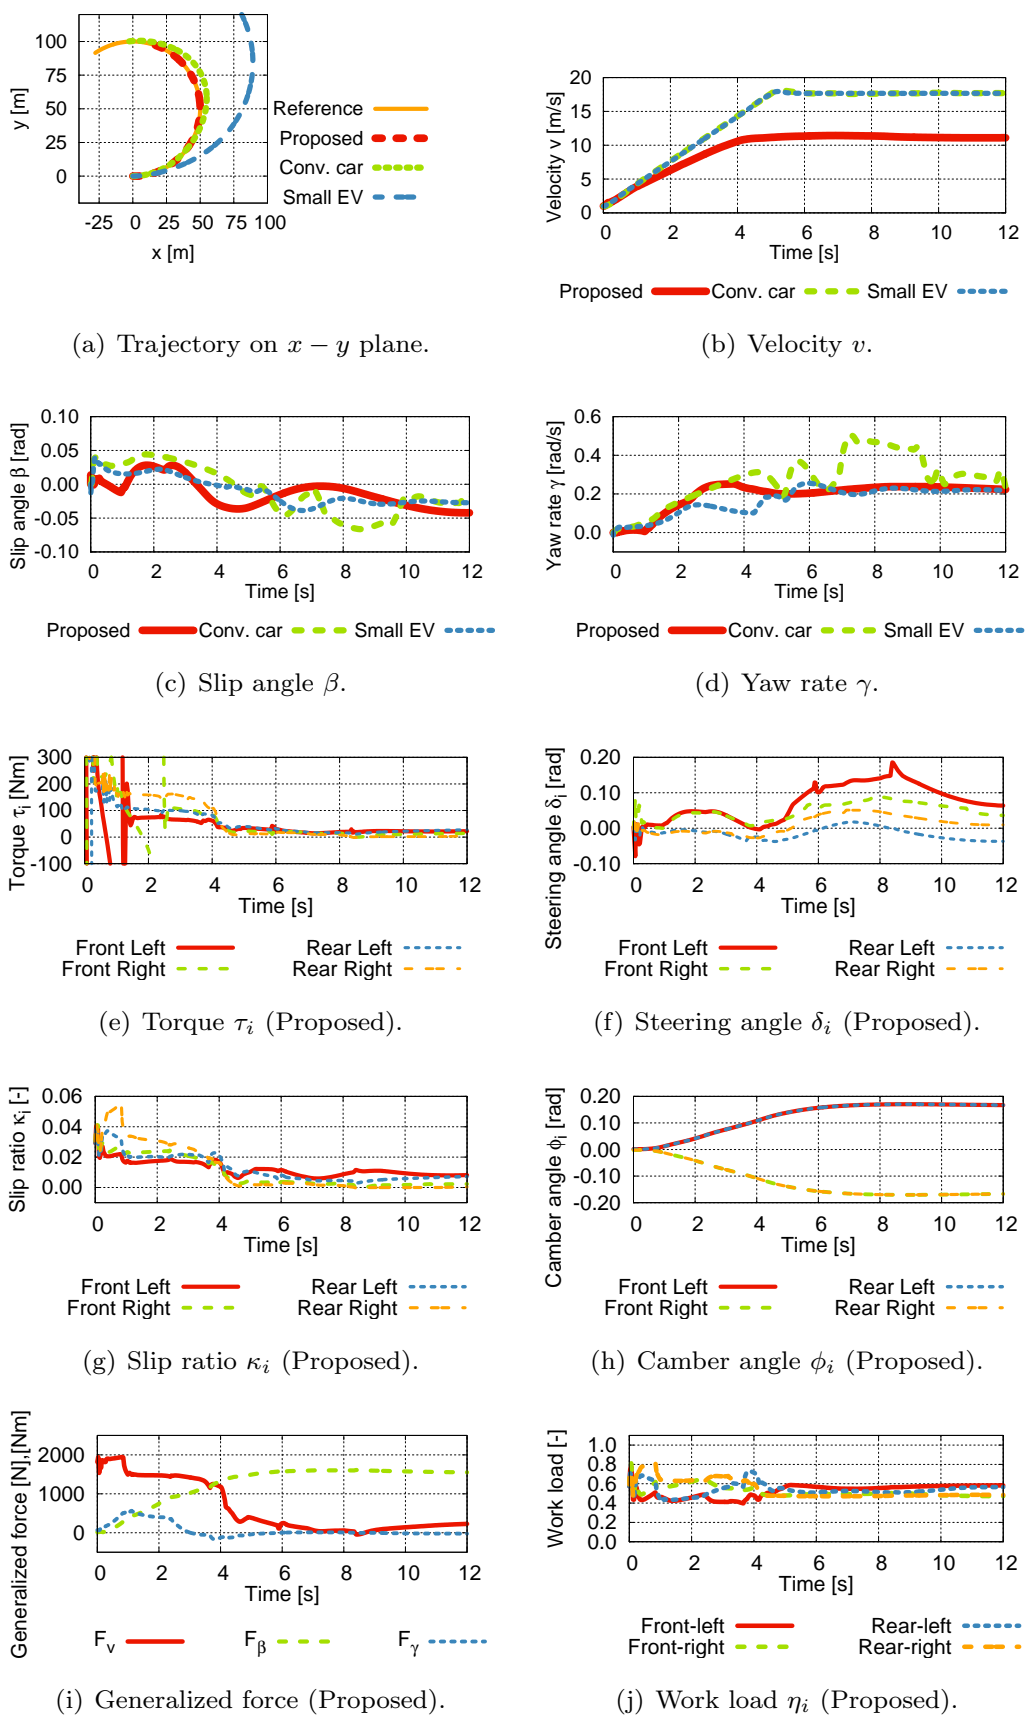 y [m]
100
75
50
25
0
-25 0 25 50 75 100
x [m]
Reference
Proposed
Conv. car
Small EV
(a) Trajectory on x − y plane.
Velocity v [m/s]
20
15
10
5
0
0 2 4 6 8 10 12
Time [s]
Proposed Conv. car Small EV
(b) Velocity v.
Slip angle β [rad]
0.10
0.05
0.00
-0.05
-0.10
0 2 4 6 8 10 12
Time [s]
Proposed Conv. car Small EV
(c) Slip angle β.
Yaw rate γ [rad/s]
0.6
0.4
0.2
0.0
0 2 4 6 8 10 12
Time [s]
Proposed Conv. car Small EV
(d) Yaw rate γ.
Torque τi [Nm]
300
200
100
0
-100
0 2 4 6 8 10 12
Time [s]
Front Left Rear Left
Front Right Rear Right
(e) Torque τi (Proposed).
Steering angle δi [rad]
0.20
0.10
0.00
-0.10
0 2 4 6 8 10 12
Time [s]
Front Left Rear Left
Front Right Rear Right
(f) Steering angle δi (Proposed).
Slip ratio κi [-]
0.06
0.04
0.02
0.00
0 2 4 6 8 10 12
Time [s]
Front Left Rear Left
Front Right Rear Right
(g) Slip ratio κi (Proposed).
Camber angle ϕi [rad]
0.20
0.10
0.00
-0.10
-0.20
0 2 4 6 8 10 12
Time [s]
Front Left Rear Left
Front Right Rear Right
(h) Camber angle ϕi (Proposed).
Generalized force [N],[Nm]
2000
1000
0
0 2 4 6 8 10 12
Time [s]
Fv Fβ Fγ
(i) Generalized force (Proposed).
Work load [-]
1.0
0.8
0.6
0.4
0.2
0.0
0 2 4 6 8 10 12
Time [s]
Front-left Rear-left
Front-right Rear-right
(j) Work load ηi (Proposed).